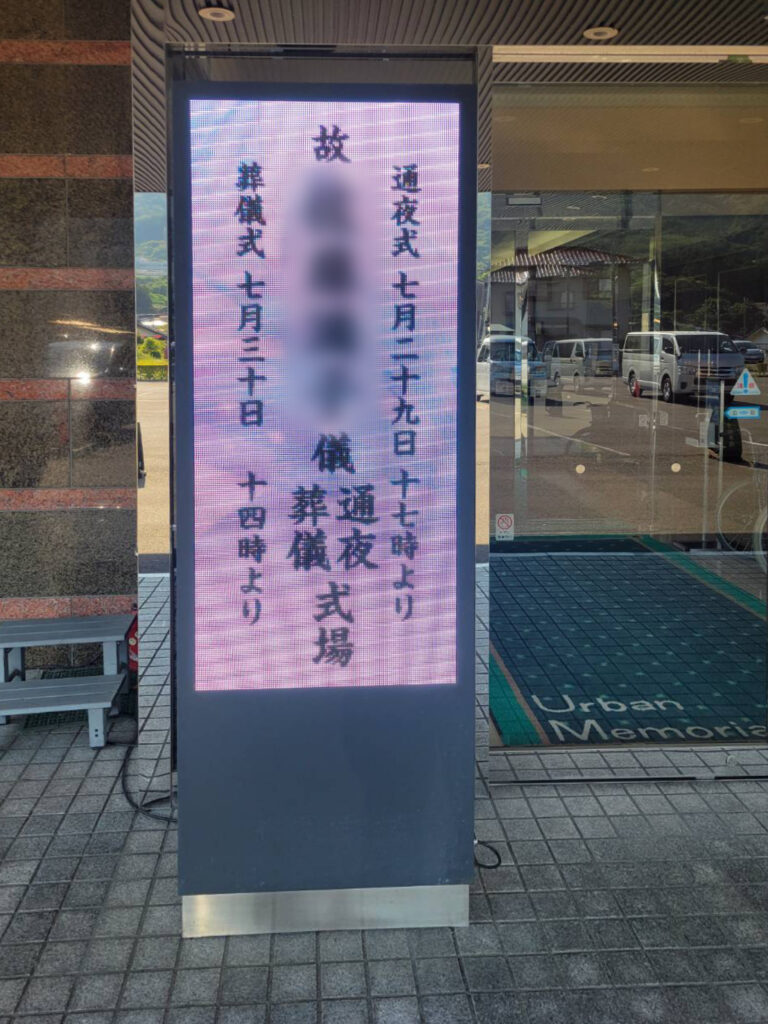 通夜式 七月二十九日 十七時より
故
儀
通夜
葬儀
式場
葬儀式 七月三十日 十四時より
Urban
Memoria